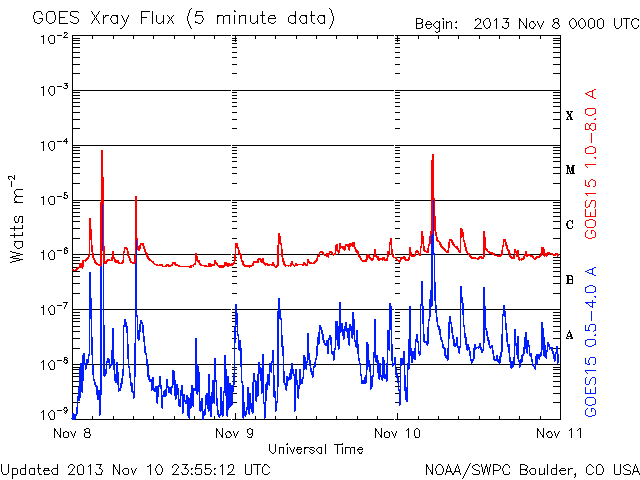 GOES Xray Flux (5 minute data)
Begin: 2013 Nov 8 0000 UTC
10-2
10-3
10-4
10-5
10-6
10-7
10-8
10-9
Watts m-2
X
M
C
B
A
GOES15 1.0-8.0 A
GOES15 0.5-4.0 A
Nov 8
Nov 9
Nov 10
Nov 11
Universal Time
Updated 2013 Nov 10 23:55:12 UTC
NOAA/SWPC Boulder, CO USA